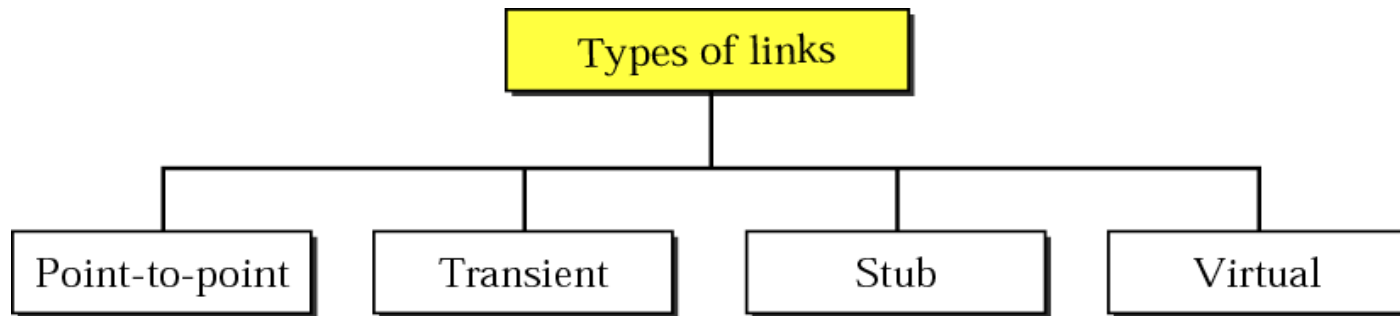 Types of links
Point-to-point
Transient
Stub
Virtual